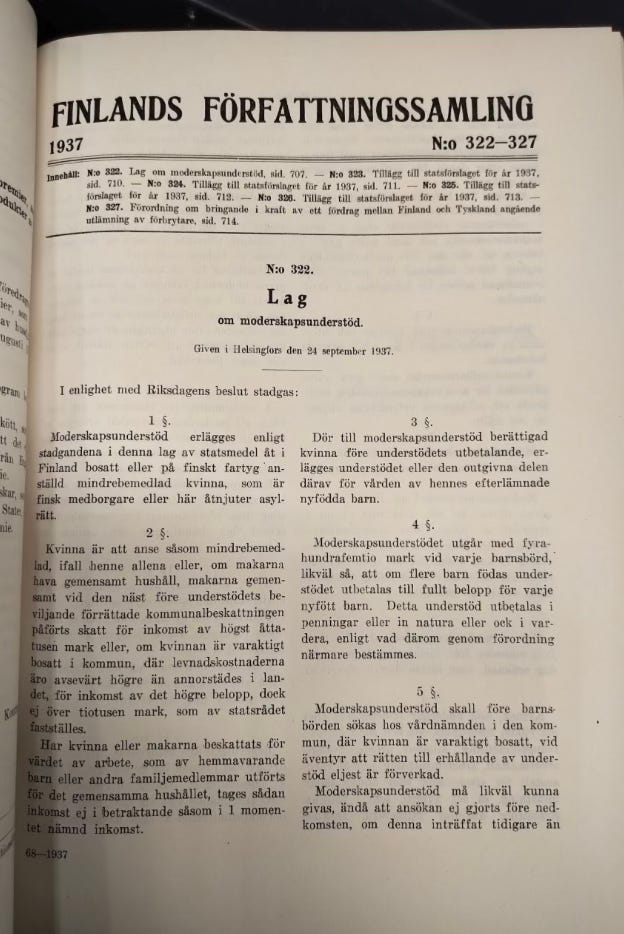 FINLANDS FÖRFATTNINGSSAMLING
1937
N:o 322—327
Innehåll: N:o 322. Lag om moderskapsunderstöd, sid. 707. — N:o 323. Tillägg till statsförslaget för år 1937,
sid. 710. — N:o 324. Tillägg till statsförslaget för år 1937, sid. 711. — N:o 325. Tillägg till stats-
förslaget för år 1937, sid. 712. — N:o 326. Tillägg till statsförslaget för år 1937, sid. 713. —
N:o 327. Förordning om bringande i kraft av ett fördrag mellan Finland och Tyskland angående
utlämning av förbrytare, sid. 714.
N:o 322.
Lag
om moderskapsunderstöd.
Given i Helsingfors den 24 september 1937.
I enlighet med Riksdagens beslut stadgas:
1 §.
Moderskapsunderstöd erlägges enligt
stadgandena i denna lag av statsmedel åt i
Finland bosatt eller på finskt fartyg an-
ställd mindrebemedlad kvinna, som är
finsk medborgare eller här åtnjuter asyl-
rätt.
2 §.
Kvinna är att anse såsom mindrebemed-
lad, ifall henne allena eller, om makarna
hava gemensamt hushåll, makarna gemen-
samt vid den näst före understödets be-
viljande förrättade kommunalbeskattningen
påförts skatt för inkomst av högst åtta-
tusen mark eller, om kvinnan är varaktigt
bosatt i kommun, där levnadskostnaderna
äro avsevärt högre än annorstädes i lan-
det, för inkomst av det högre belopp, dock
ej över tiotusen mark, som av statsrådet
fastställes.
Har kvinna eller makarna beskattats för
värdet av arbete, som av hemmavarande
barn eller andra familjemedlemmar utförts
för det gemensamma hushållet, tages sådan
inkomst ej i betraktande såsom i 1 momen-
tet nämnd inkomst.
68—1937
3 §.
Dör till moderskapsunderstöd berättigad
kvinna före understödets utbetalande, er-
lägges understödet eller den outgivna delen
därav för vården av hennes efterlämnade
nyfödda barn.
4 §.
Moderskapsunderstödet utgår med fyra-
hundrafemtio mark vid varje barnsbörd,
likväl så, att om flere barn födas under-
stödet utbetalas till fullt belopp för varje
nyfött barn. Detta understöd utbetalas i
penningar eller in natura eller ock i var-
dera, enligt vad därom genom förordning
närmare bestämmes.
5 §.
Moderskapsunderstöd skall före barns-
börden sökas hos vårdnämnden i den kom-
mun, där kvinnan är varaktigt bosatt, vid
äventyr att rätten till erhållande av under-
stöd eljest är förverkad.
Moderskapsunderstöd må likväl kunna
givas, ändå att ansökan ej gjorts före ned-
komsten, om denna inträffat tidigare än